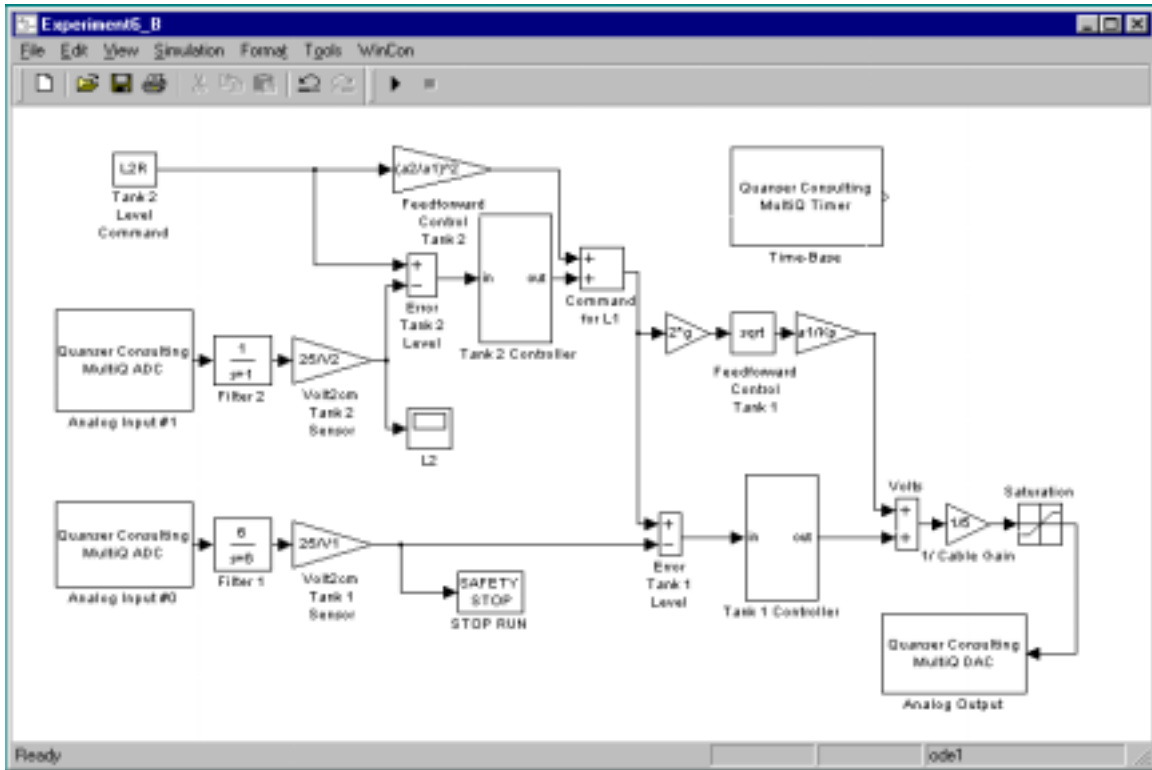 Experiment6_B
File Edit View Simulation Format Tools WinCon
L2R
Tank 2
Level
Command
(a2/a1)^2
Feedforward
Control
Tank 2
Quanser Consulting
MultiQ Timer
Time-Base
+
−
Error
Tank 2
Level
in out
Tank 2 Controller
+
+
Command
for L1
2*g
sqrt
a1/Kp
Feedforward
Control
Tank 1
Quanser Consulting
MultiQ ADC
Analog Input #1
1
s+1
Filter 2
25/V2
Volt2cm
Tank 2
Sensor
L2
Quanser Consulting
MultiQ ADC
Analog Input #0
6
s+6
Filter 1
25/V1
Volt2cm
Tank 1
Sensor
SAFETY
STOP
STOP RUN
+
−
Error
Tank 1
Level
in out
Tank 1 Controller
Volts
+
+
1/5
1/ Cable Gain
Saturation
Quanser Consulting
MultiQ DAC
Analog Output
Ready
ode1